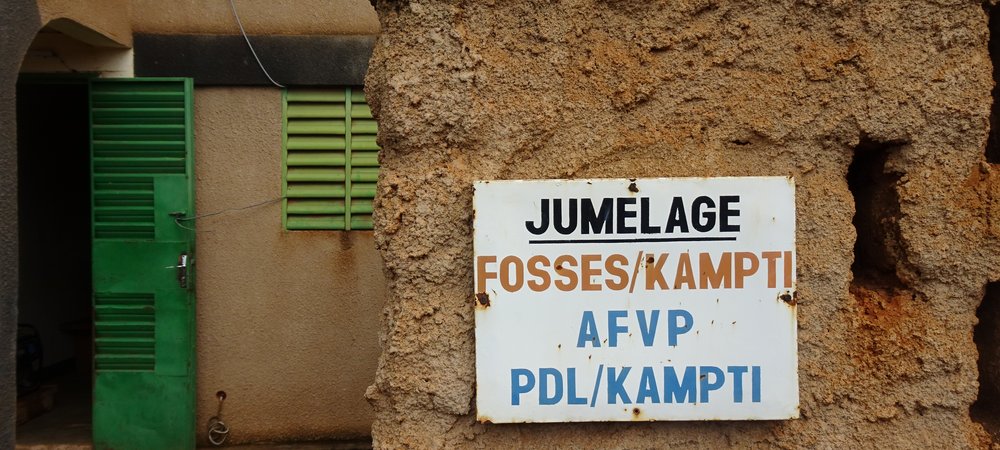 JUMELAGE
FOSSES/KAMPTI
AFVP
PDL/KAMPTI